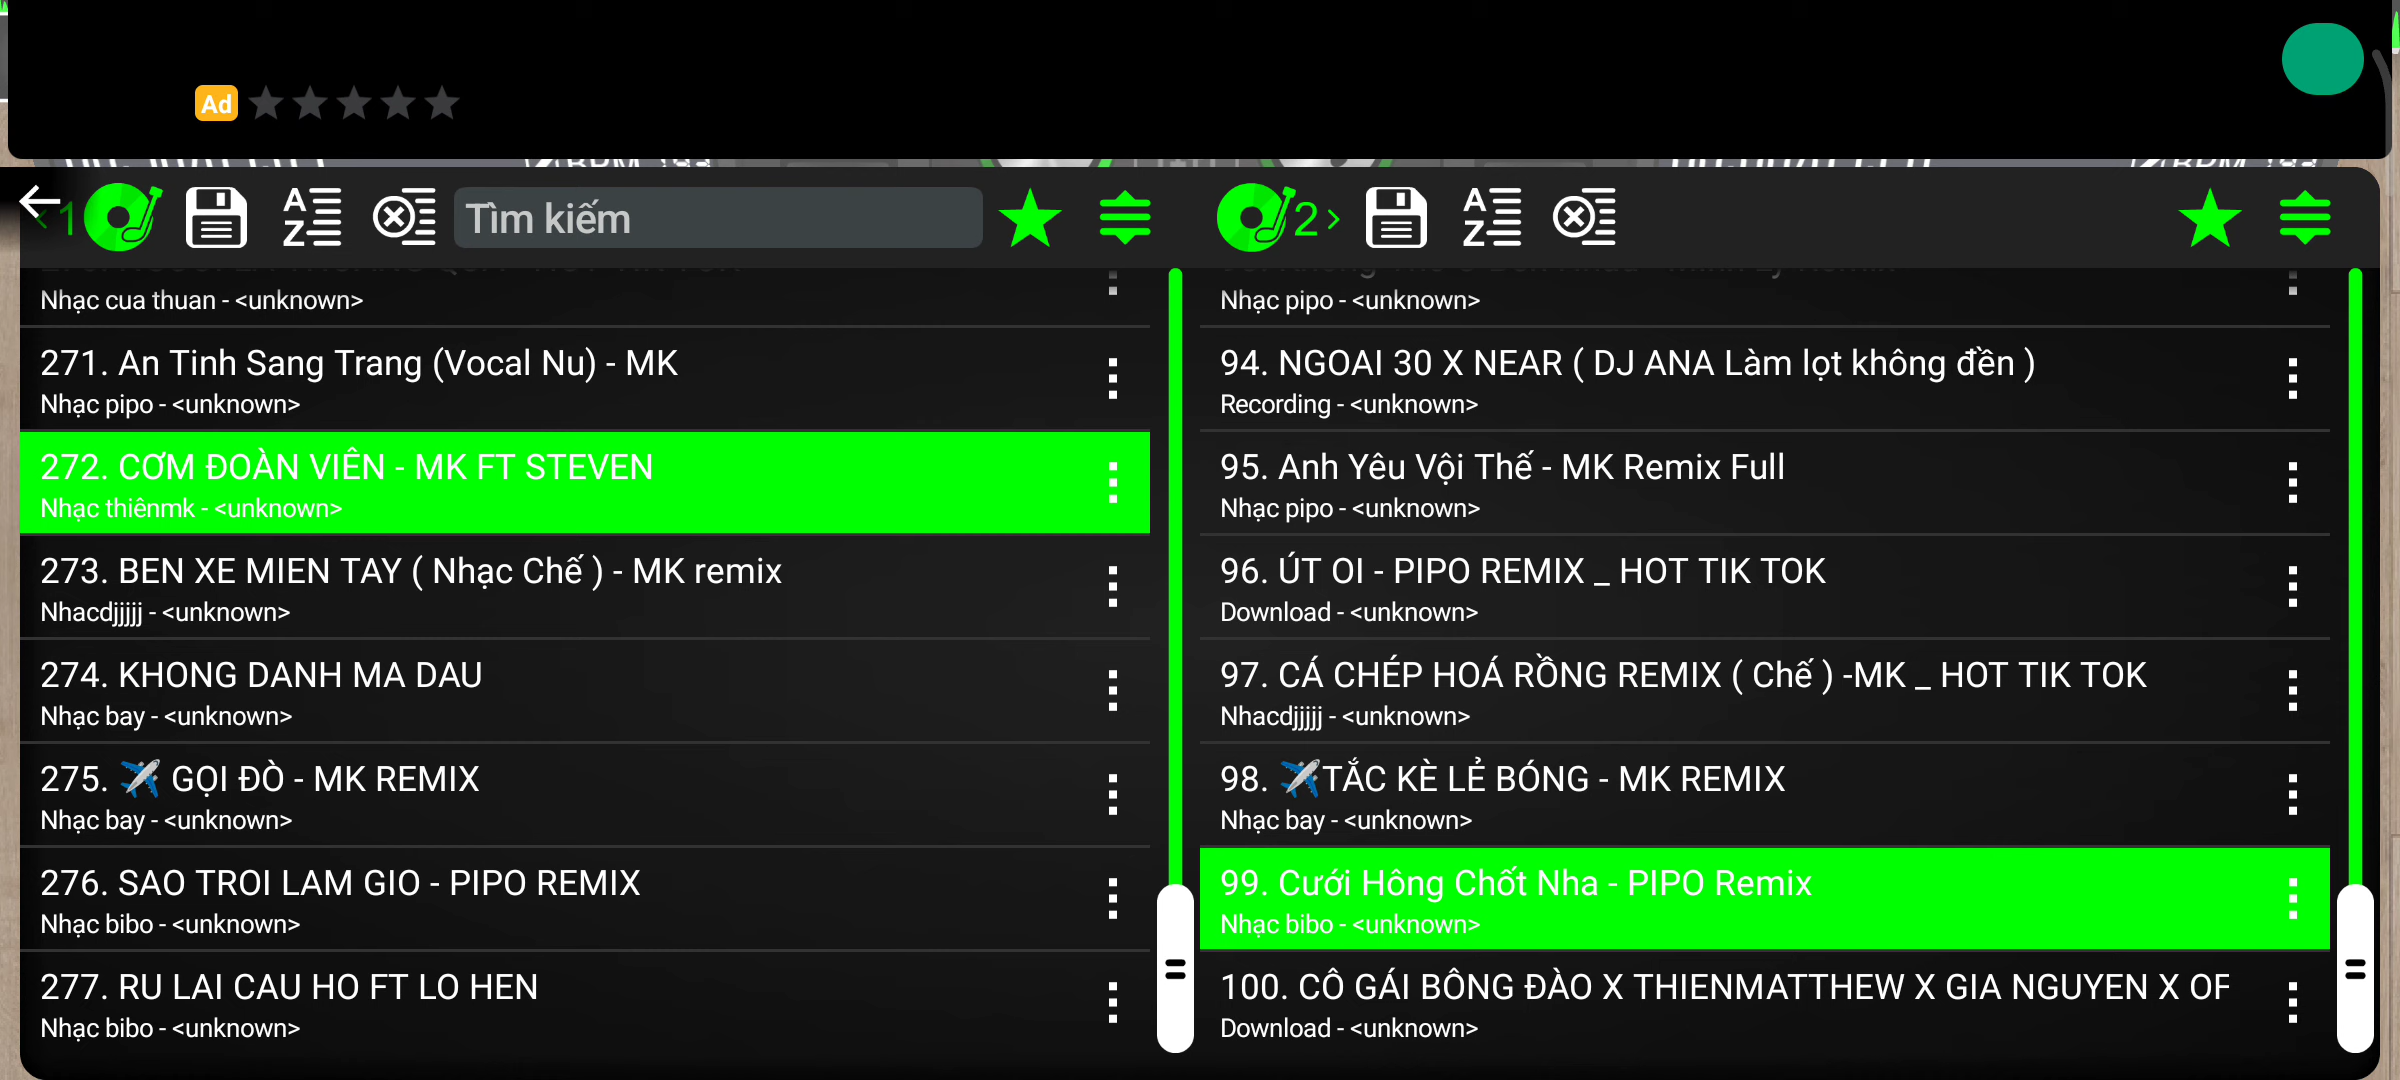 Ad
1
Tìm kiếm
2
Nhạc cua thuan - <unknown>
271. An Tinh Sang Trang (Vocal Nu) - MK
Nhạc pipo - <unknown>
272. CƠM ĐOÀN VIÊN - MK FT STEVEN
Nhạc thiênmk - <unknown>
273. BEN XE MIEN TAY ( Nhạc Chế ) - MK remix
Nhacdjjjjj - <unknown>
274. KHONG DANH MA DAU
Nhạc bay - <unknown>
275. ✈️ GỌI ĐÒ - MK REMIX
Nhạc bay - <unknown>
276. SAO TROI LAM GIO - PIPO REMIX
Nhạc bibo - <unknown>
277. RU LAI CAU HO FT LO HEN
Nhạc bibo - <unknown>
Nhạc pipo - <unknown>
94. NGOAI 30 X NEAR ( DJ ANA Làm lọt không đền )
Recording - <unknown>
95. Anh Yêu Vội Thế - MK Remix Full
Nhạc pipo - <unknown>
96. ÚT OI - PIPO REMIX _ HOT TIK TOK
Download - <unknown>
97. CÁ CHÉP HOÁ RỒNG REMIX ( Chế ) -MK _ HOT TIK TOK
Nhacdjjjjj - <unknown>
98. ✈️TẮC KÈ LẺ BÓNG - MK REMIX
Nhạc bay - <unknown>
99. Cưới Hông Chốt Nha - PIPO Remix
Nhạc bibo - <unknown>
100. CÔ GÁI BÔNG ĐÀO X THIENMATTHEW X GIA NGUYEN X OF
Download - <unknown>